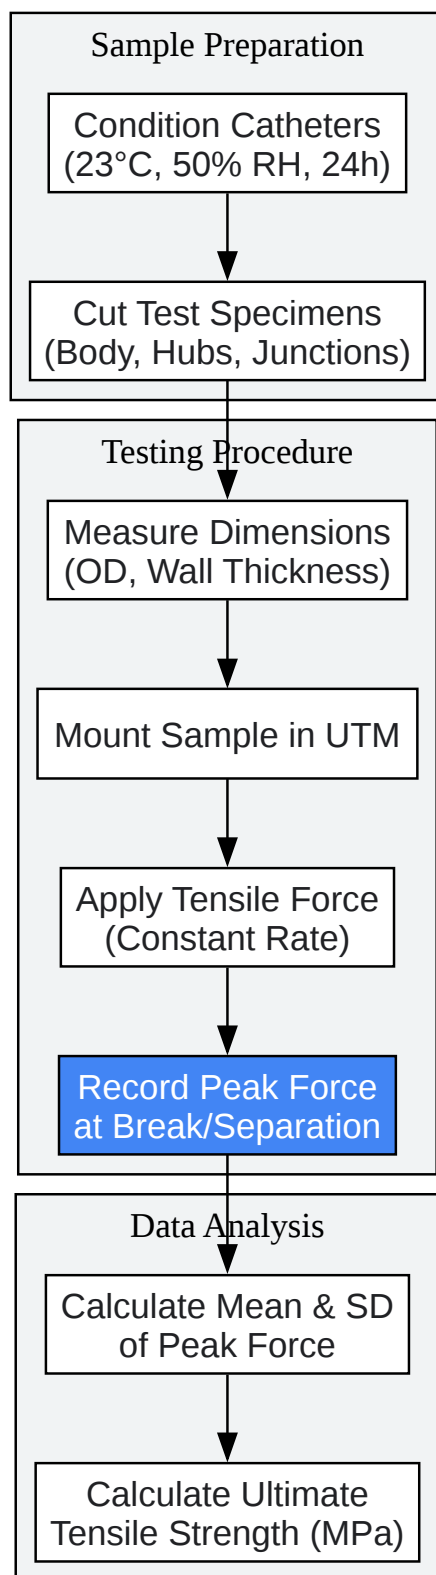 Sample Preparation
Condition Catheters
(23°C, 50% RH, 24h)
Cut Test Specimens
(Body, Hubs, Junctions)
Testing Procedure
Measure Dimensions
(OD, Wall Thickness)
Mount Sample in UTM
Apply Tensile Force
(Constant Rate)
Record Peak Force
at Break/Separation
Data Analysis
Calculate Mean & SD
of Peak Force
Calculate Ultimate
Tensile Strength (MPa)